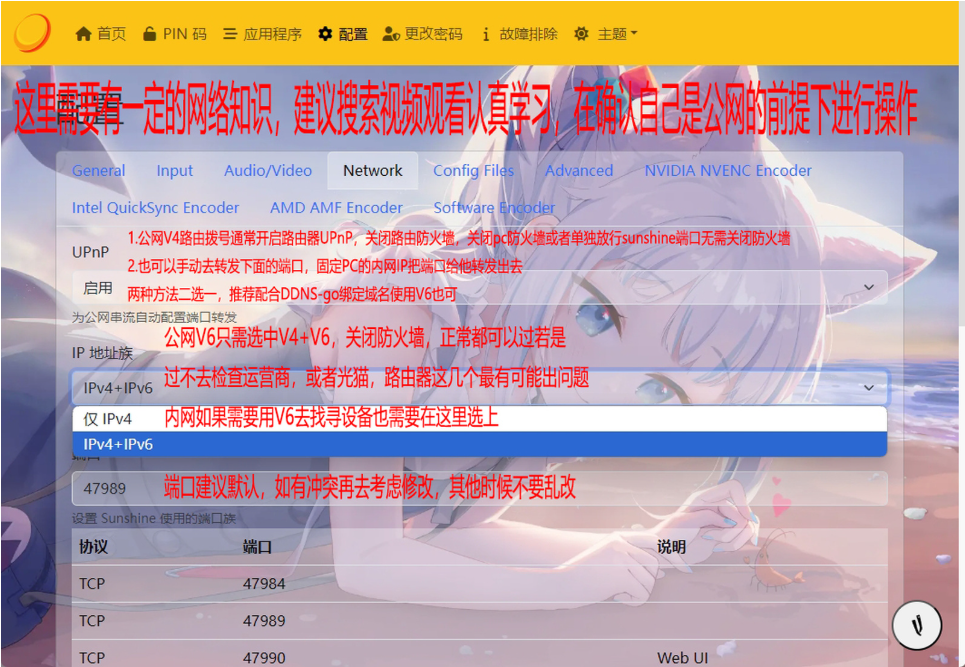 首页 PIN 码 应用程序 配置 更改密码 故障排除 主题
配置
这里需要有一定的网络知识，建议搜索视频观看认真学习，在确认自己是公网的前提下进行操作
General Input Audio/Video Network Config Files Advanced NVIDIA NVENC Encoder
Intel QuickSync Encoder AMD AMF Encoder Software Encoder
1.公网V4路由拨号通常开启路由器UPnP，关闭路由防火墙，关闭pc防火墙或者单独放行sunshine端口无需关闭防火墙
UPnP
2.也可以手动去转发下面的端口，固定PC的内网IP把端口给他转发出去
启用
两种方法二选一，推荐配合DDNS-go绑定域名使用V6也可
为公网串流自动配置端口转发
公网V6只需选中V4+V6，关闭防火墙，正常都可以过若是
IP 地址族
过不去检查运营商，或者光猫，路由器这几个最有可能出问题
IPv4+IPv6
仅 IPv4
内网如果需要用V6去找寻设备也需要在这里选上
IPv4+IPv6
端口
47989
端口建议默认，如有冲突再去考虑修改，其他时候不要乱改
设置 Sunshine 使用的端口族
协议 端口 说明
TCP 47984
TCP 47989
TCP 47990 Web UI